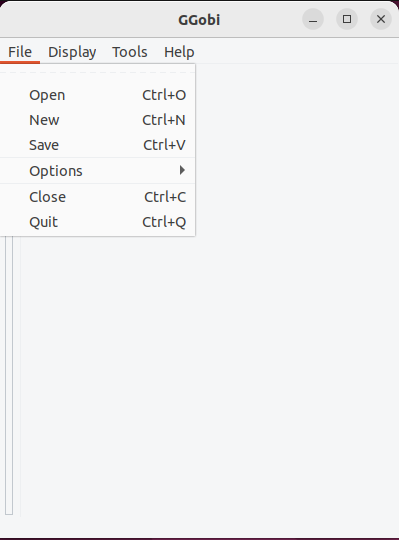 GGobi
File Display Tools Help
Open Ctrl+O
New Ctrl+N
Save Ctrl+V
Options
Close Ctrl+C
Quit Ctrl+Q